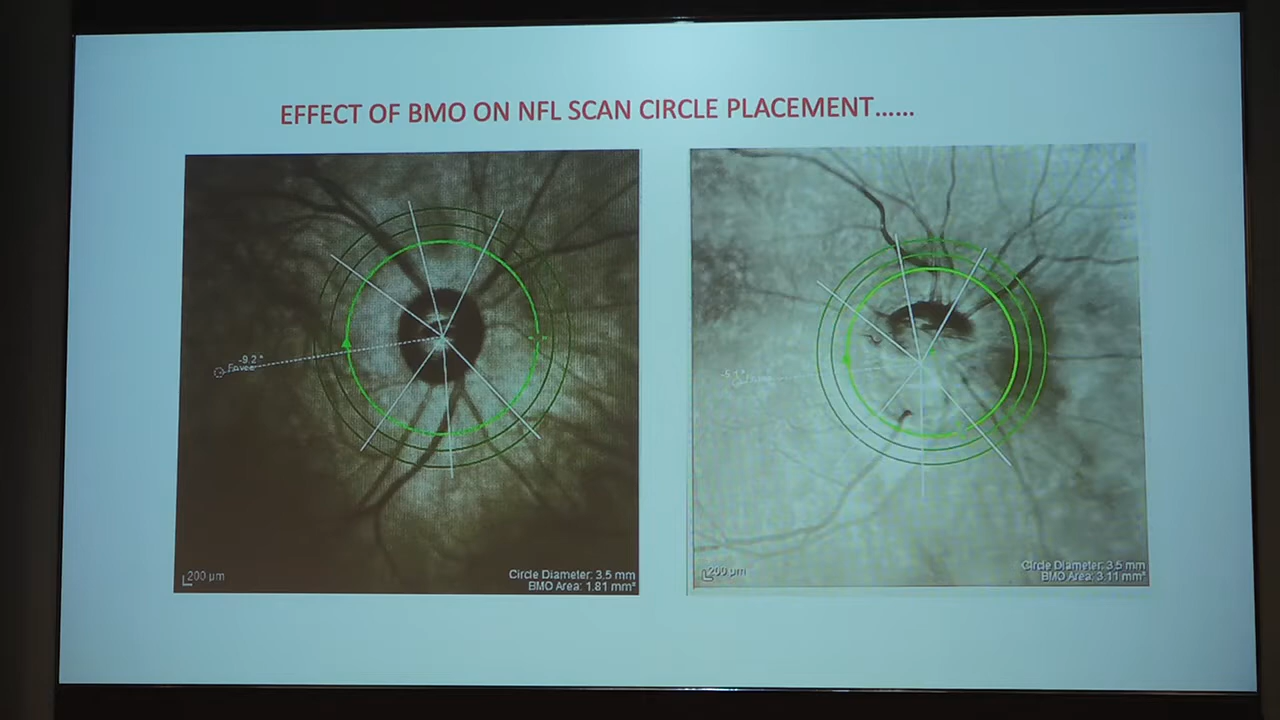 EFFECT OF BMO ON NFL SCAN CIRCLE PLACEMENT......
-9.2 °
Fovea
200 µm
Circle Diameter: 3.5 mm
BMO Area: 1.81 mm²
200 µm
Circle Diameter: 3.5 mm
BMO Area: 3.11 mm²